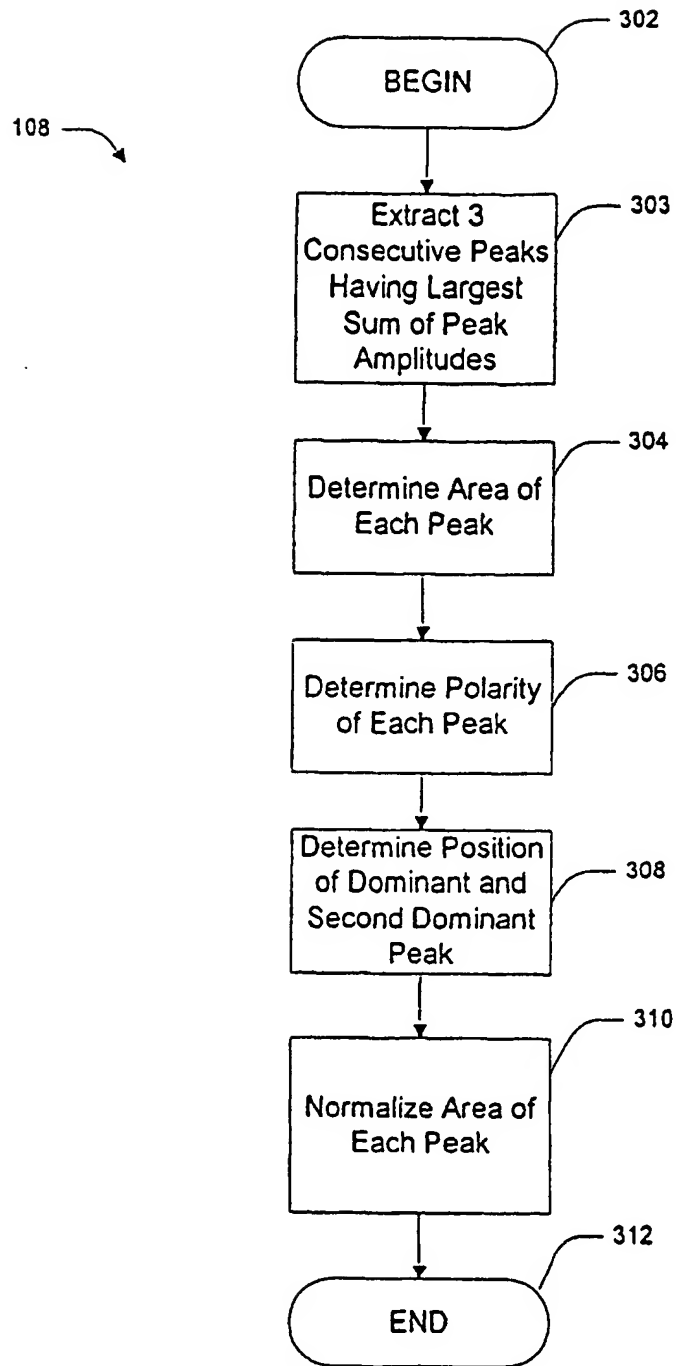 302
BEGIN
108
303
Extract 3
Consecutive Peaks
Having Largest
Sum of Peak
Amplitudes
304
Determine Area of
Each Peak
306
Determine Polarity
of Each Peak
308
Determine Position
of Dominant and
Second Dominant
Peak
310
Normalize Area of
Each Peak
312
END